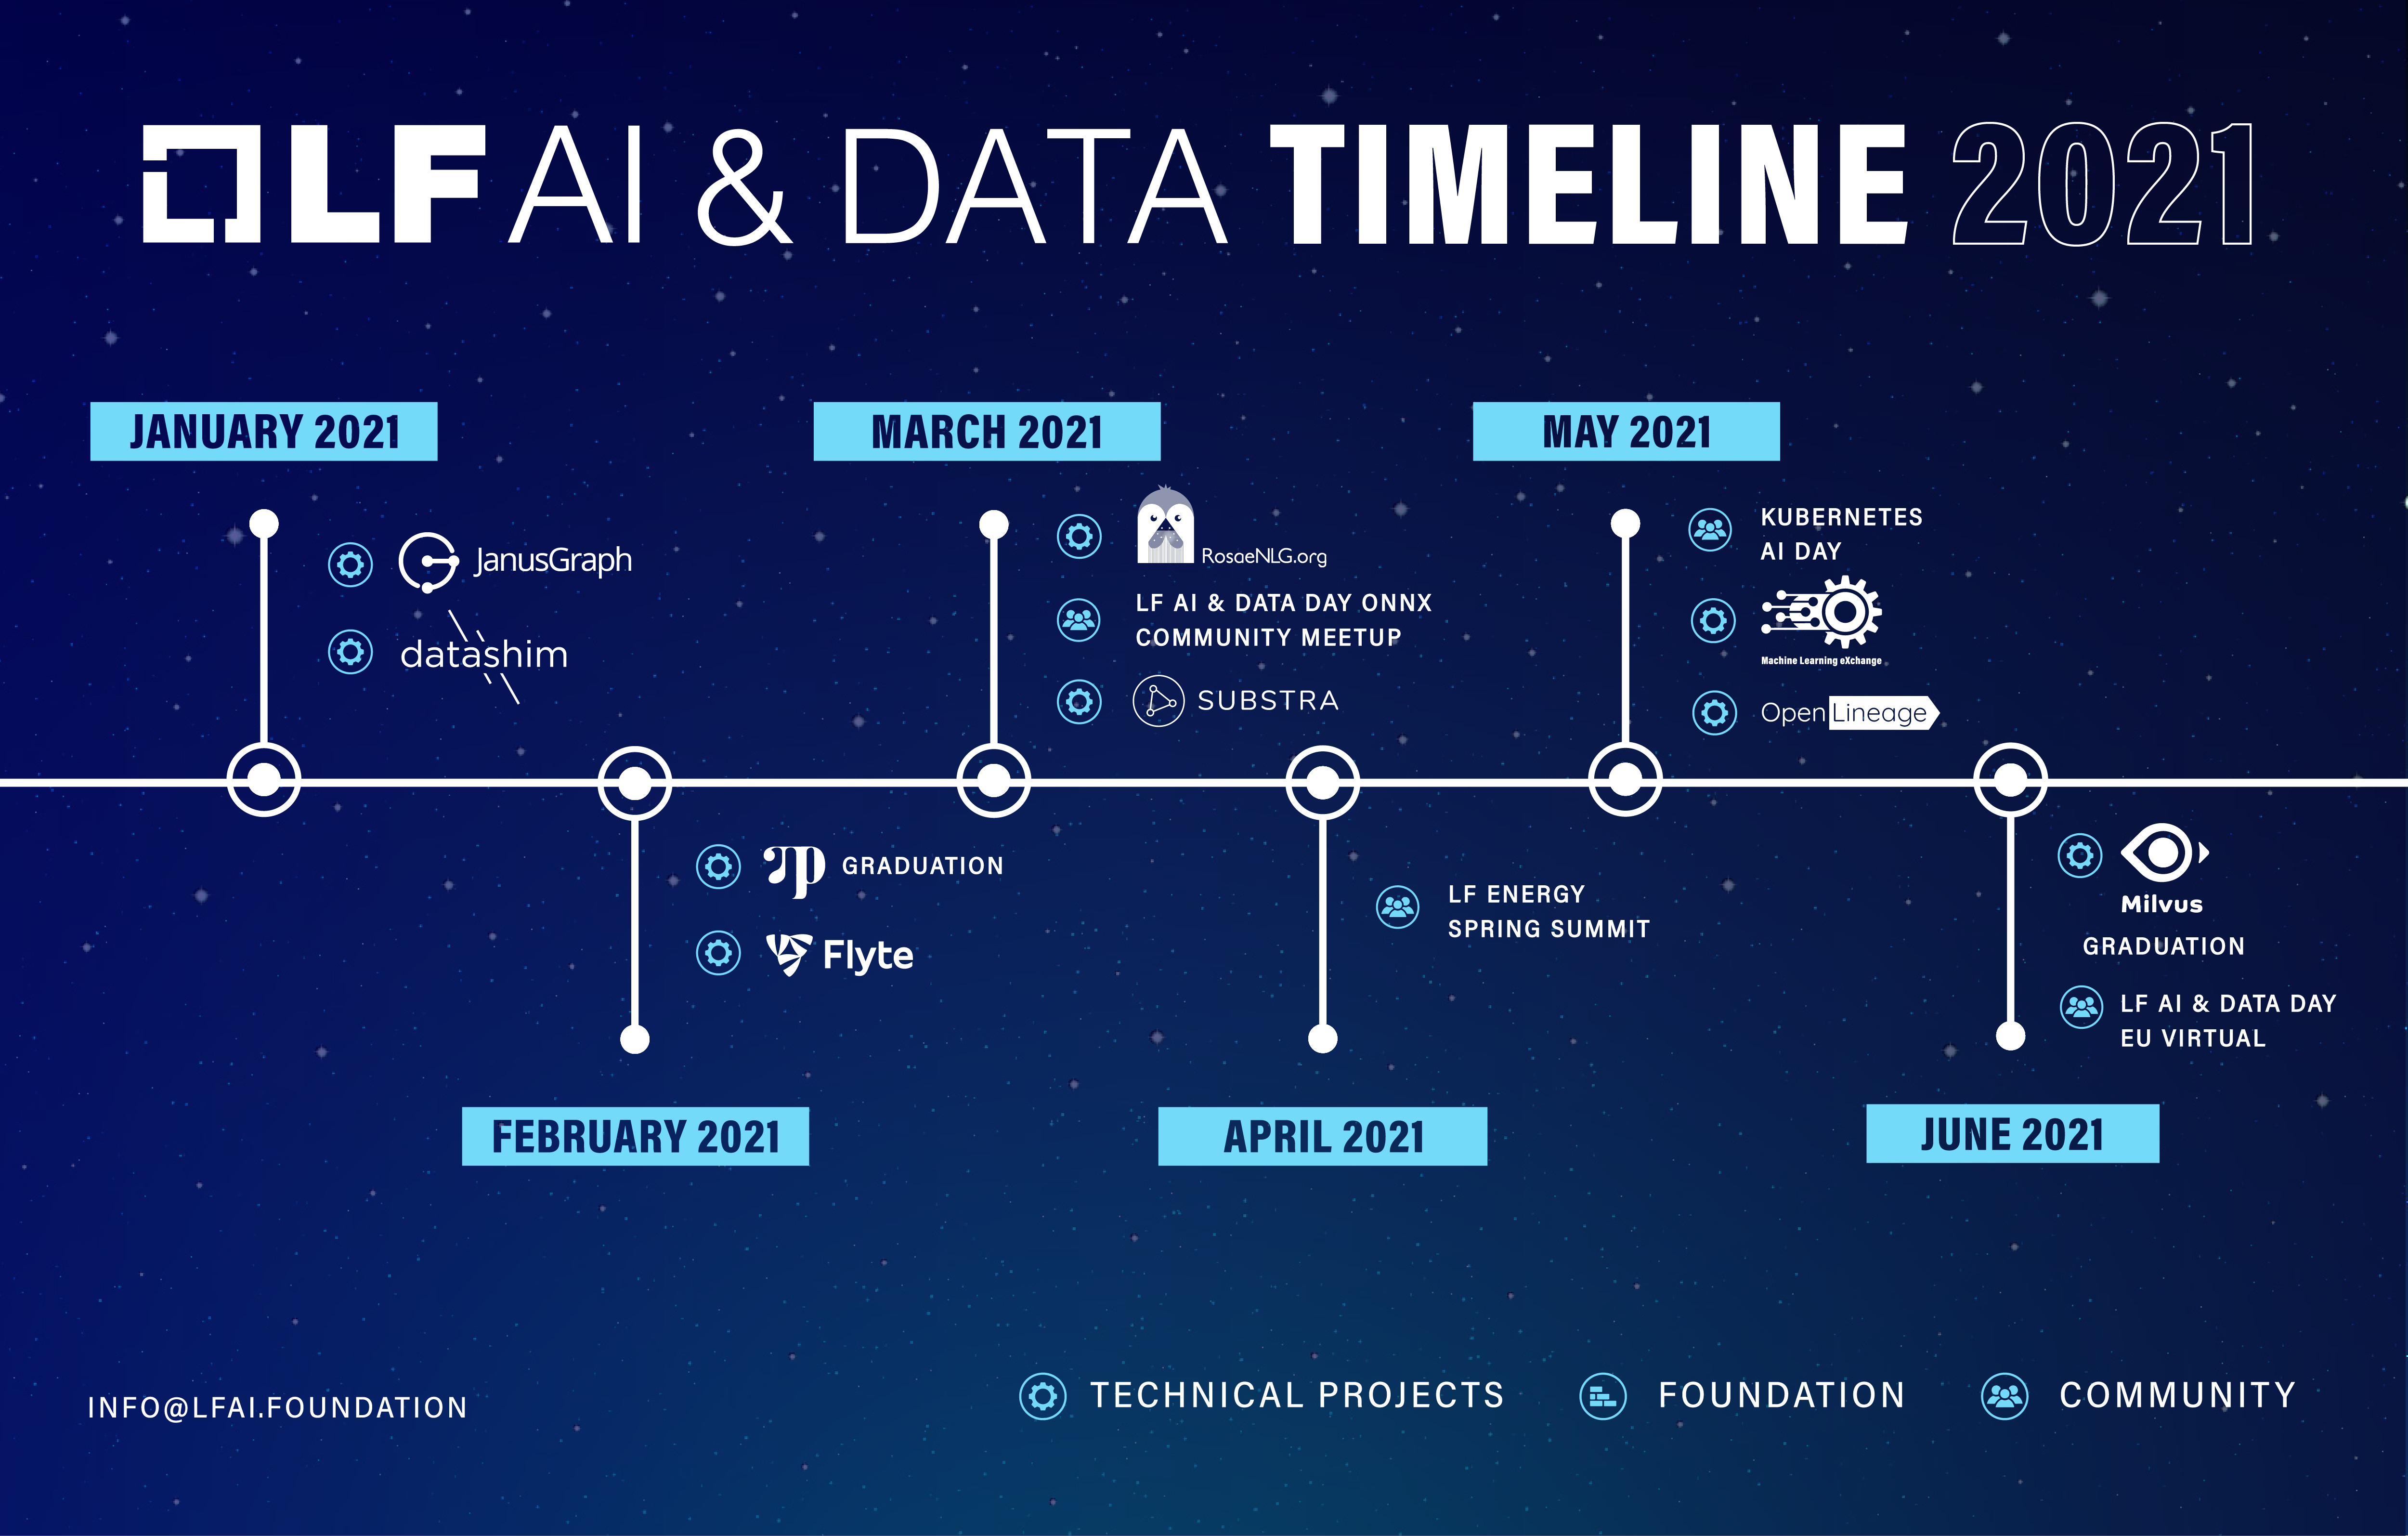 LF AI & DATA TIMELINE 2021
JANUARY 2021
JanusGraph
datashim
MARCH 2021
RosaeNLG.org
LF AI & DATA DAY ONNX
COMMUNITY MEETUP
SUBSTRA
MAY 2021
KUBERNETES
AI DAY
Machine Learning eXchange
OpenLineage
GRADUATION
Flyte
FEBRUARY 2021
LF ENERGY
SPRING SUMMIT
APRIL 2021
Milvus
GRADUATION
LF AI & DATA DAY
EU VIRTUAL
JUNE 2021
INFO@LFAI.FOUNDATION
TECHNICAL PROJECTS
FOUNDATION
COMMUNITY